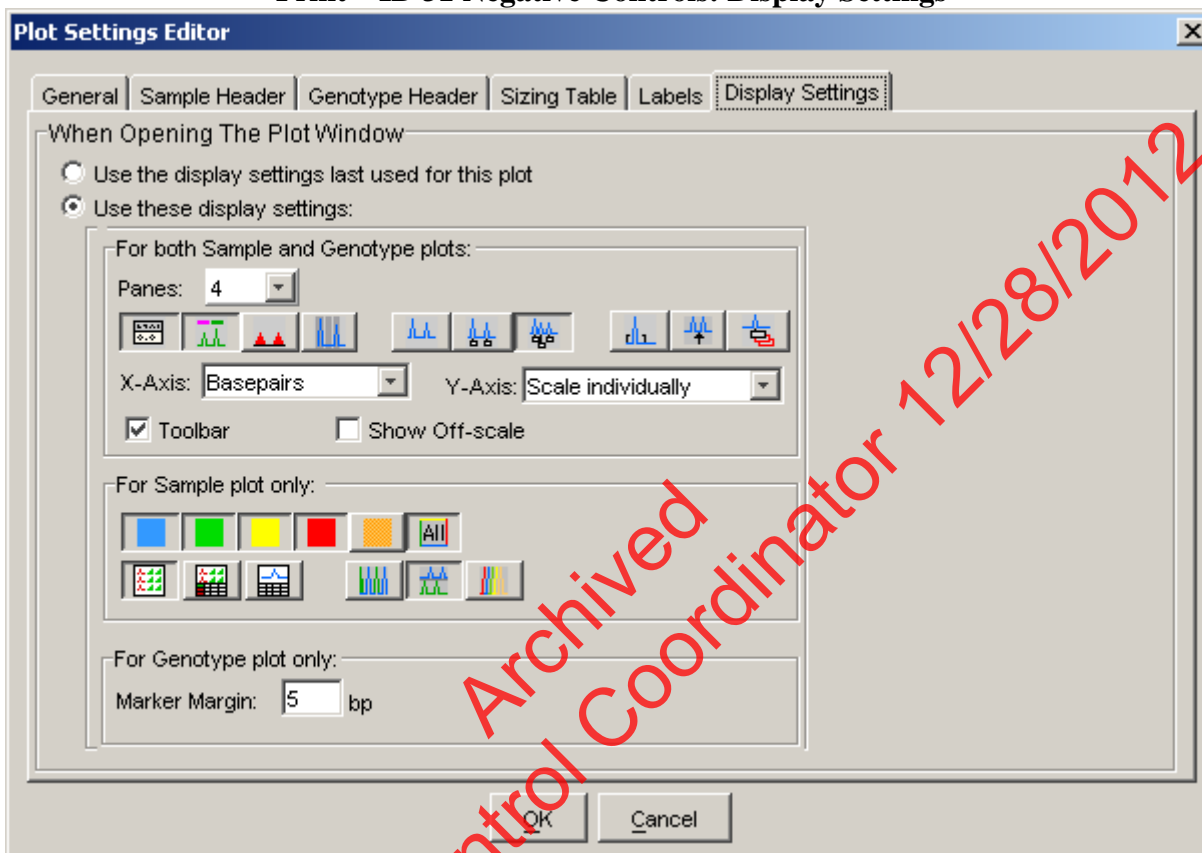 Print – ID 31 Negative Controls: Display Settings
Plot Settings Editor
General Sample Header Genotype Header Sizing Table Labels Display Settings
When Opening The Plot Window
Use the display settings last used for this plot
Use these display settings:
For both Sample and Genotype plots:
Panes: 4
X-Axis: Basepairs Y-Axis: Scale individually
Toolbar Show Off-scale
For Sample plot only:
All
For Genotype plot only:
Marker Margin: 5 bp
OK Cancel
Archived
Coordinator 12/28/2012